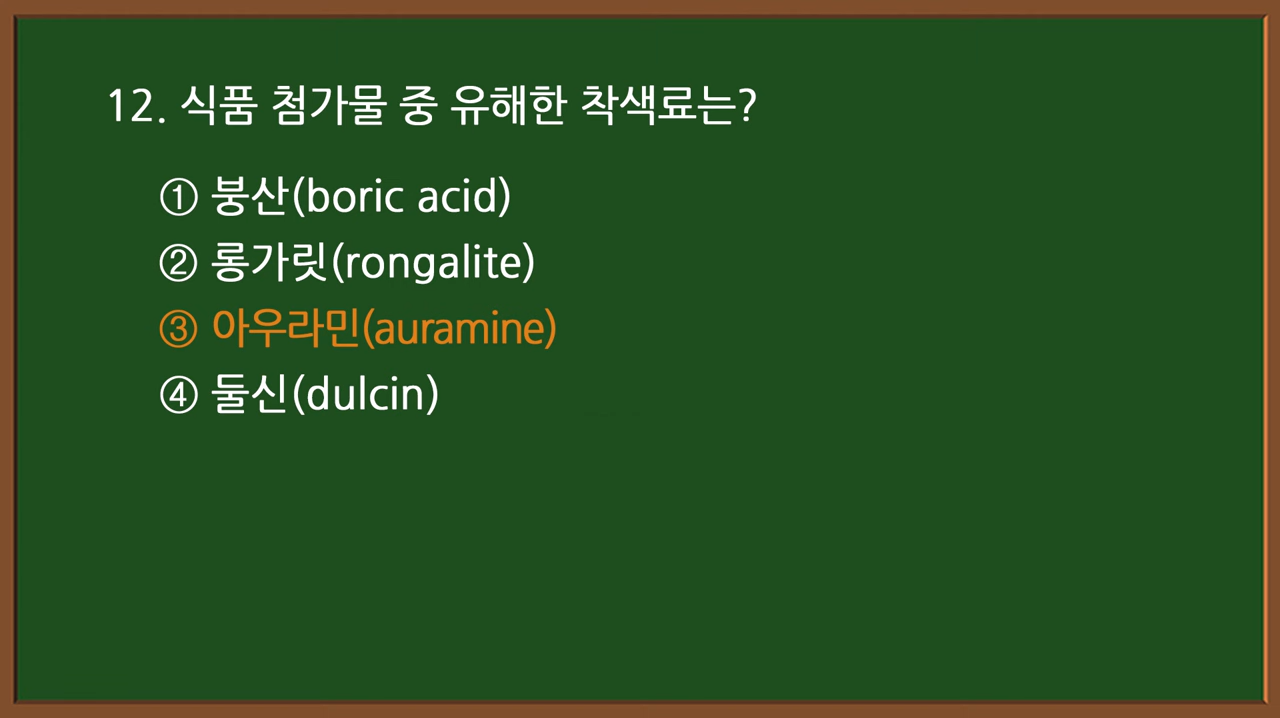 12. 식품 첨가물 중 유해한 착색료는?
① 붕산(boric acid)
② 롱가릿(rongalite)
③ 아우라민(auramine)
④ 둘신(dulcin)